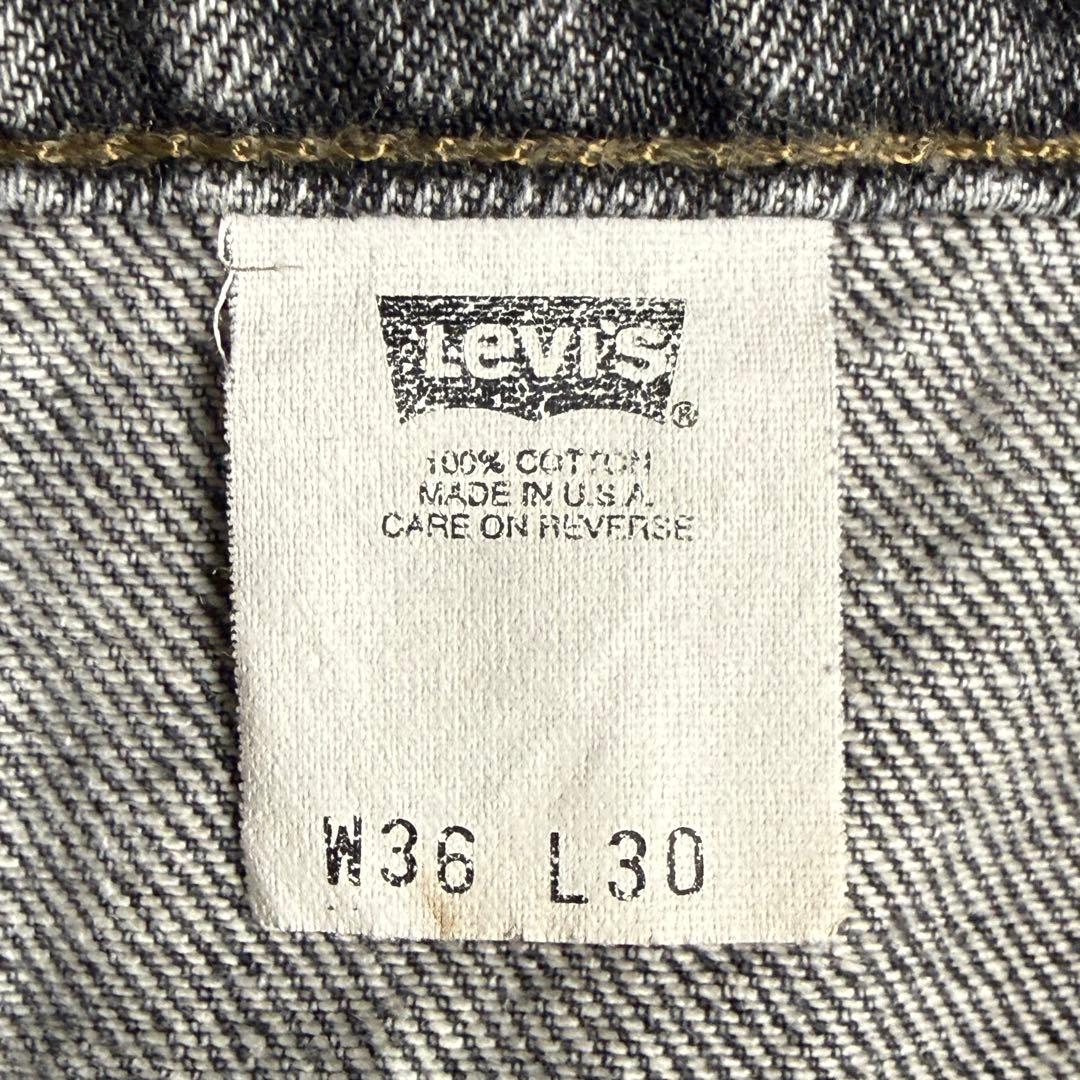 Levi's ®
100% COTTON
MADE IN U.S.A.
CARE ON REVERSE
W36 L30